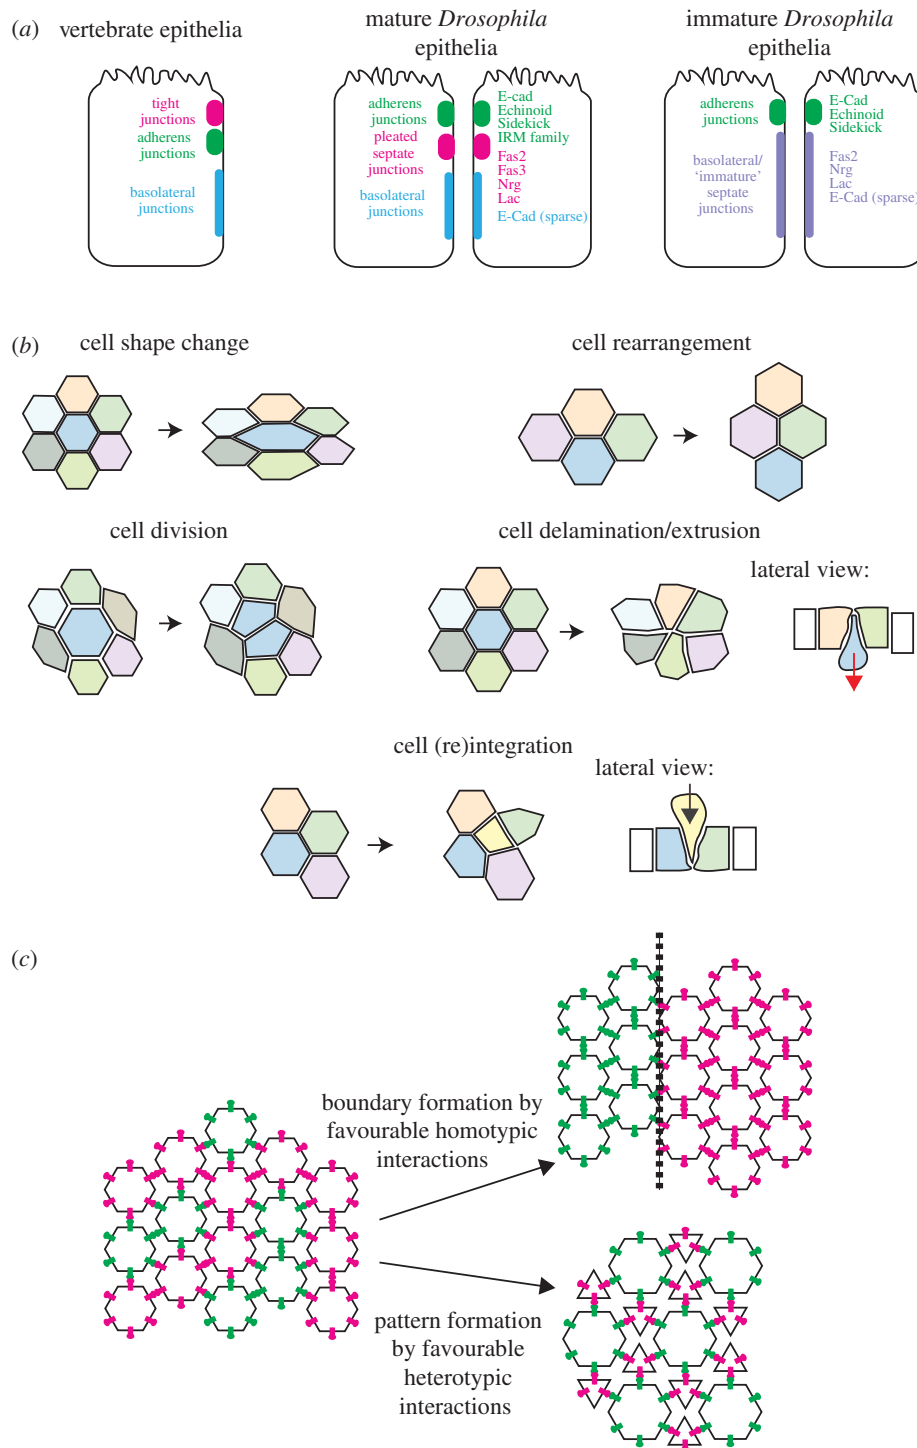 (a)
vertebrate epithelia
mature Drosophila
epithelia
immature Drosophila
epithelia
tight
junctions
adherens
junctions
basolateral
junctions
adherens
junctions
pleated
septate
junctions
basolateral
junctions
E-cad
Echinoid
Sidekick
IRM family
Fas2
Fas3
Nrg
Lac
E-Cad (sparse)
adherens
junctions
basolateral/
‘immature’
septate
junctions
E-Cad
Echinoid
Sidekick
Fas2
Nrg
Lac
E-Cad (sparse)
(b)
cell shape change
cell rearrangement
cell division
cell delamination/extrusion
lateral view:
cell (re)integration
lateral view:
(c)
boundary formation by
favourable homotypic
interactions
pattern formation
by favourable
heterotypic
interactions